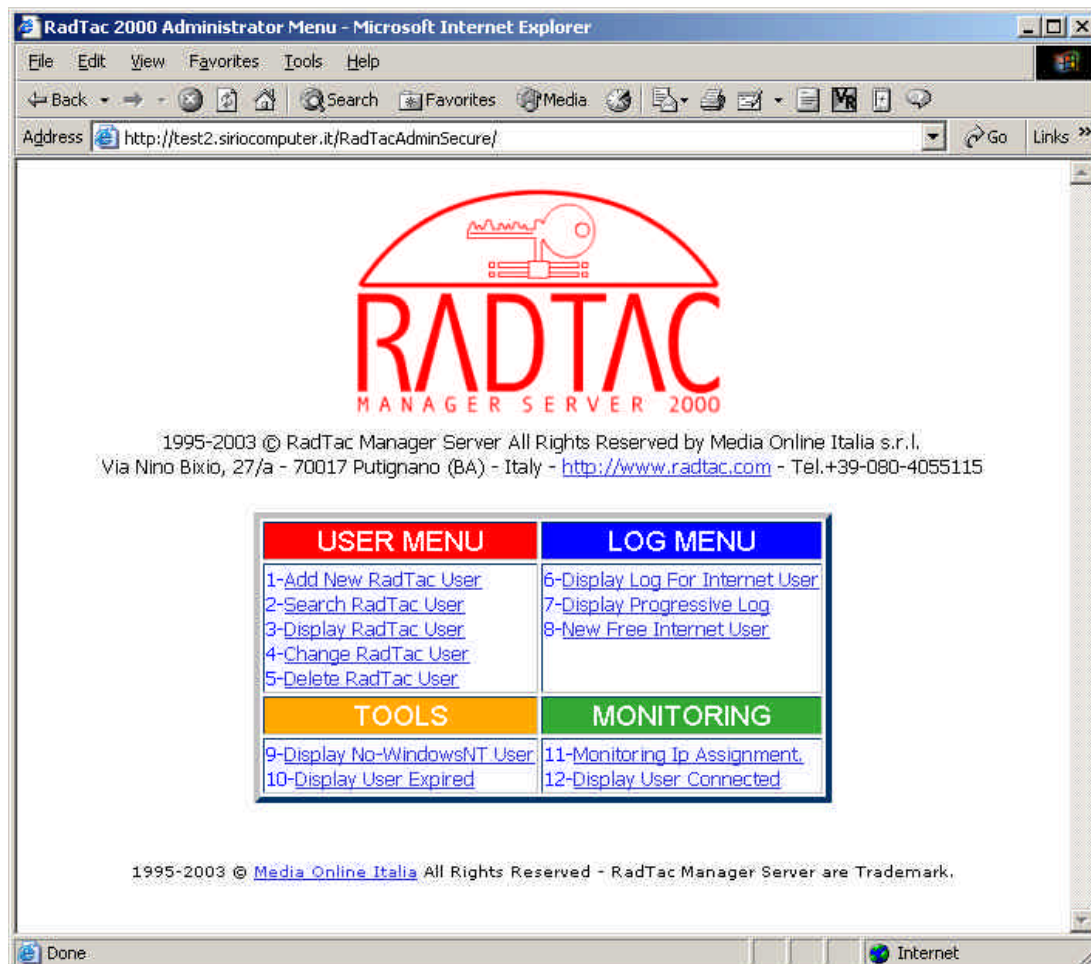 RadTac 2000 Administrator Menu - Microsoft Internet Explorer
File Edit View Favorites Tools Help
Back Search Favorites Media
Address http://test2.siriocomputer.it/RadTacAdminSecure/ Go Links »
RADTAC
MANAGER SERVER 2000
1995-2003 © RadTac Manager Server All Rights Reserved by Media Online Italia s.r.l.
Via Nino Bixio, 27/a - 70017 Putignano (BA) - Italy - http://www.radtac.com - Tel.+39-080-4055115
USER MENU
1-Add New RadTac User
2-Search RadTac User
3-Display RadTac User
4-Change RadTac User
5-Delete RadTac User
LOG MENU
6-Display Log For Internet User
7-Display Progressive Log
8-New Free Internet User
TOOLS
9-Display No-WindowsNT User
10-Display User Expired
MONITORING
11-Monitoring Ip Assignment.
12-Display User Connected
1995-2003 © Media Online Italia All Rights Reserved - RadTac Manager Server are Trademark.
Done Internet